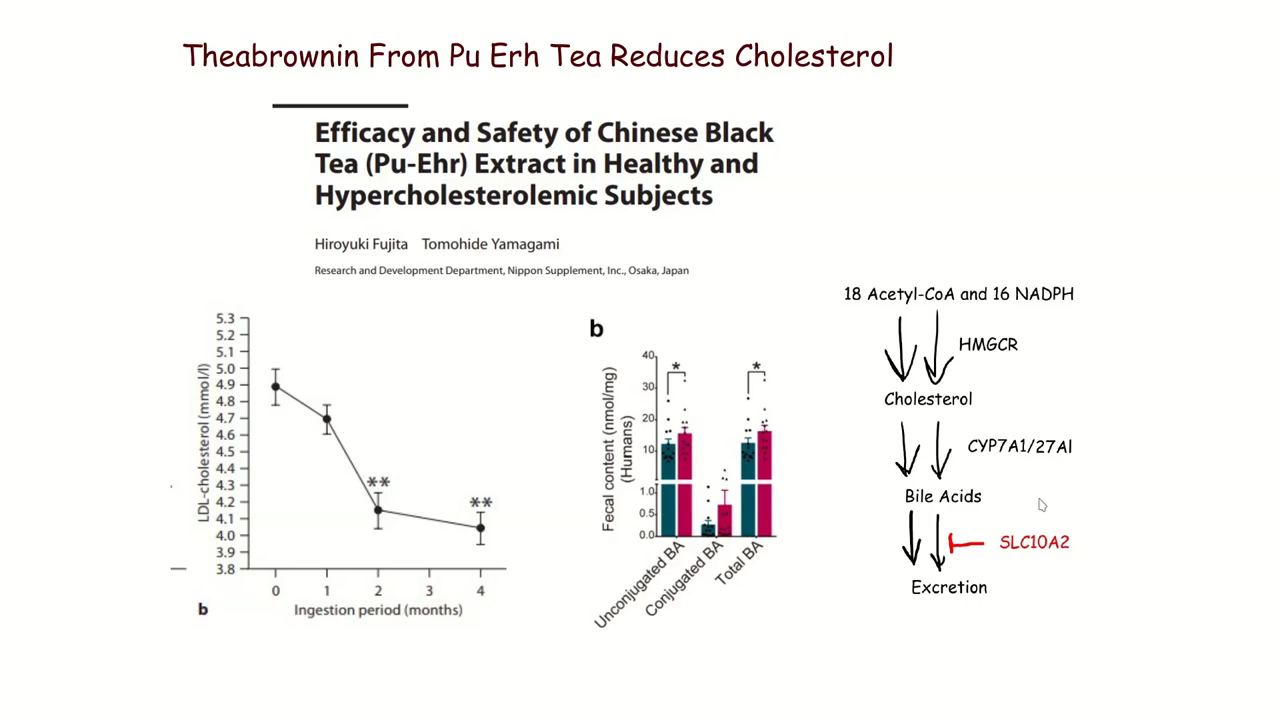 Theabrownin From Pu Erh Tea Reduces Cholesterol
Efficacy and Safety of Chinese Black
Tea (Pu-Ehr) Extract in Healthy and
Hypercholesterolemic Subjects
Hiroyuki Fujita Tomohide Yamagami
Research and Development Department, Nippon Supplement, Inc., Osaka, Japan
LDL-cholesterol (mmol/l)
5.3
5.2
5.1
5.0
4.9
4.8
4.7
4.6
4.5
4.4
4.3
4.2
4.1
4.0
3.9
3.8
**
**
0 1 2 3 4
Ingestion period (months)
b
b
Fecal content (nmol/mg)
(Humans)
40
30
20
10
1.0
0.5
0.0
*
*
Unconjugated BA
Conjugated BA
Total BA
18 Acetyl-CoA and 16 NADPH
HMGCR
Cholesterol
CYP7A1/27A1
Bile Acids
SLC10A2
Excretion